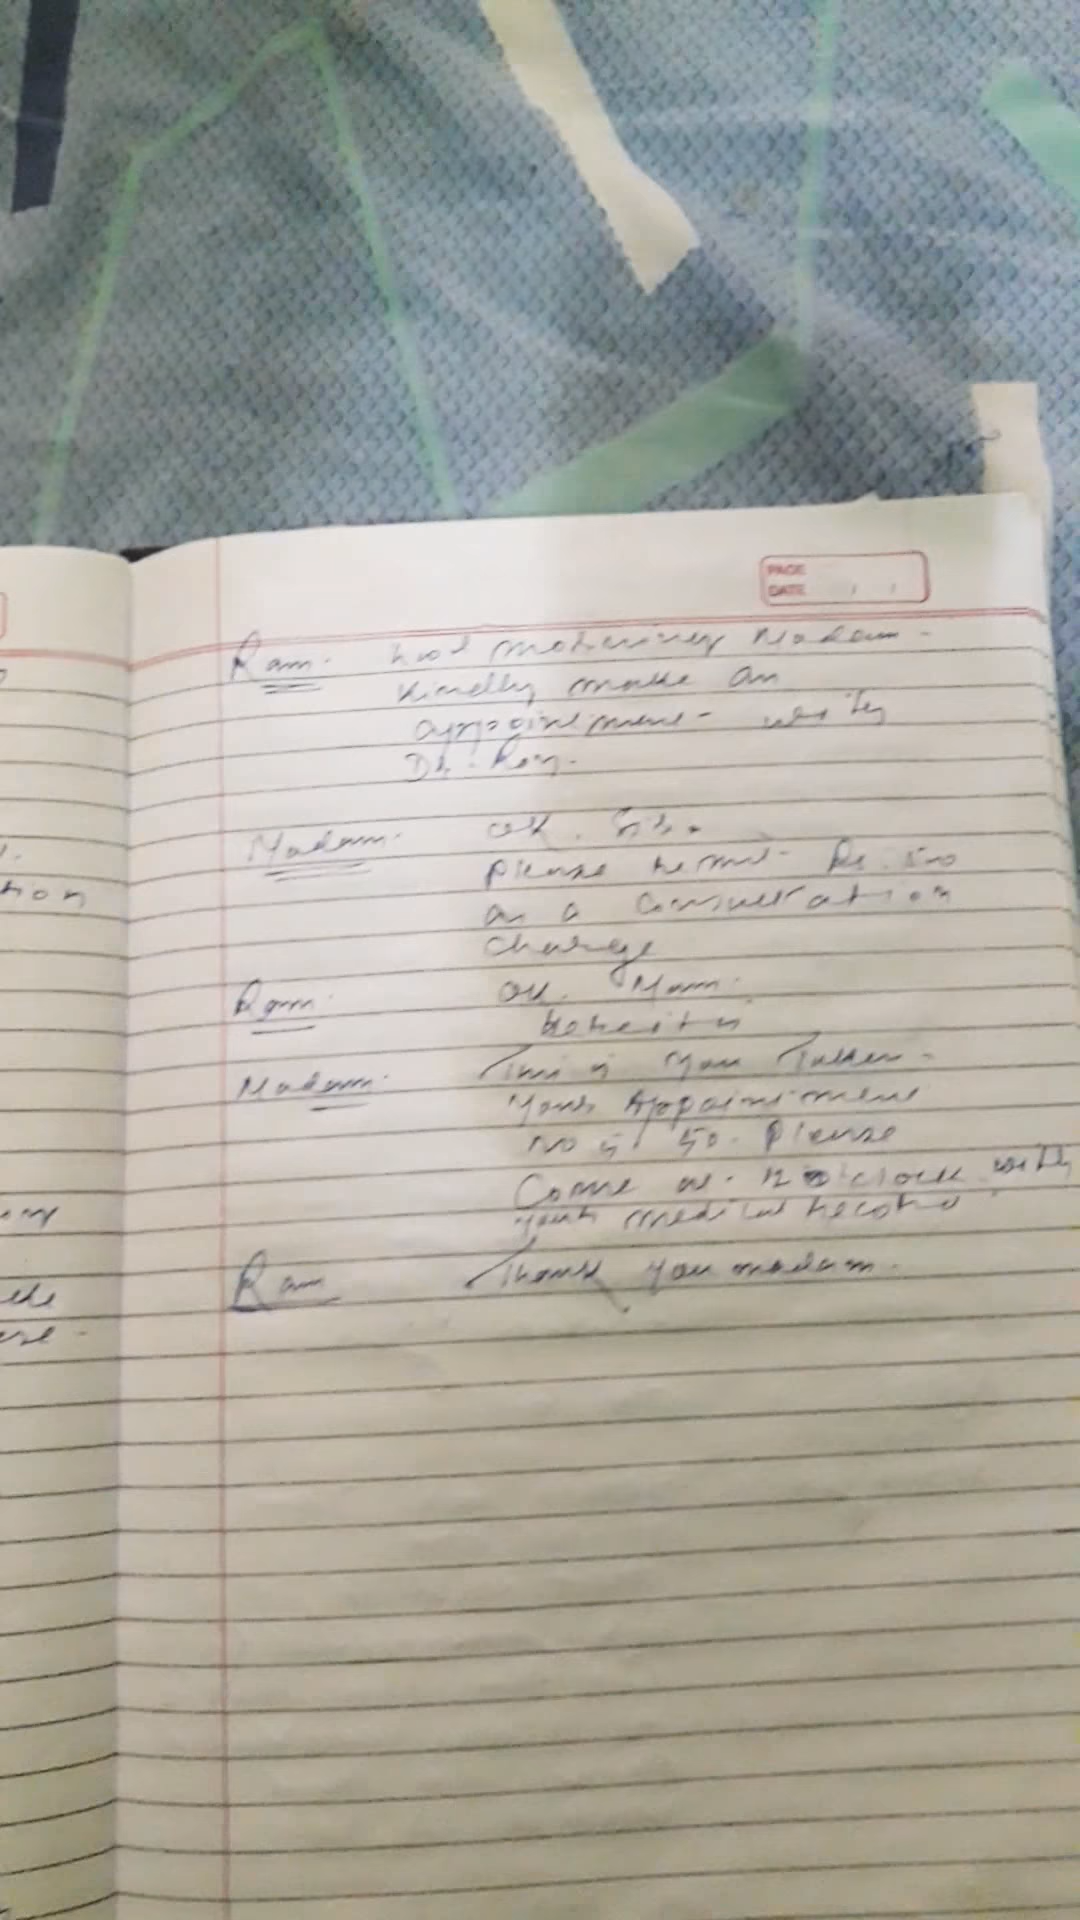 PAGE
DATE
Ram. Good morning Madam.
Kindly make an
appointment with
Dr. Roy.
Madam. OK. Sir.
Please remit Rs. 500
as a consultation
charge
Ram. OK. Mam.
here it is
Madam. This is your Token.
Your Appointment
no is 50. Please
Come at 12 o'clock with
your medical record
Ram Thank you madam.
tion